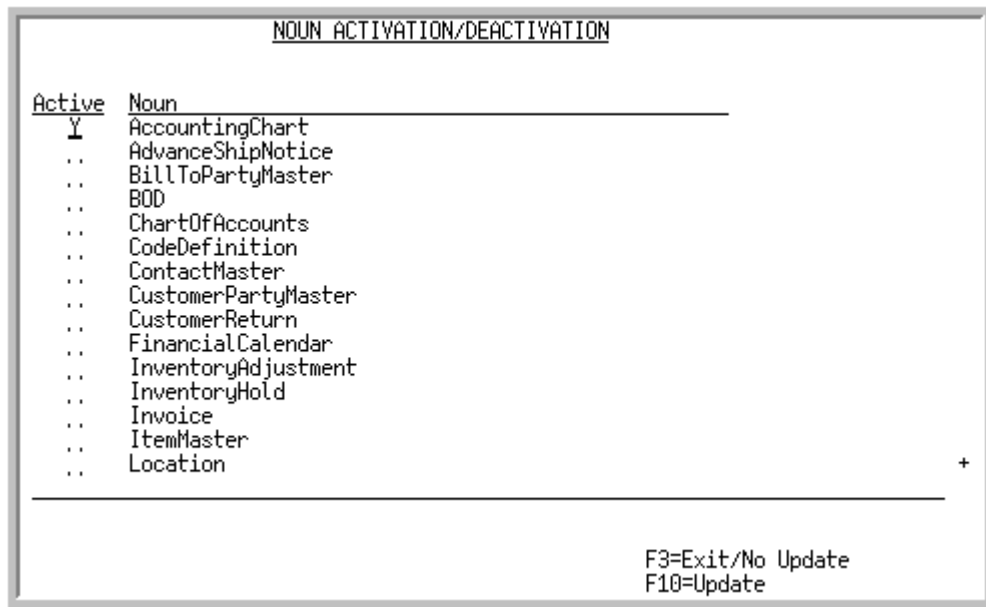 NOUN ACTIVATION/DEACTIVATION
Active Noun
Y AccountingChart
.. AdvanceShipNotice
.. BillToPartyMaster
.. BOD
.. ChartOfAccounts
.. CodeDefinition
.. ContactMaster
.. CustomerPartyMaster
.. CustomerReturn
.. FinancialCalendar
.. InventoryAdjustment
.. InventoryHold
.. Invoice
.. ItemMaster
.. Location +
F3=Exit/No Update
F10=Update